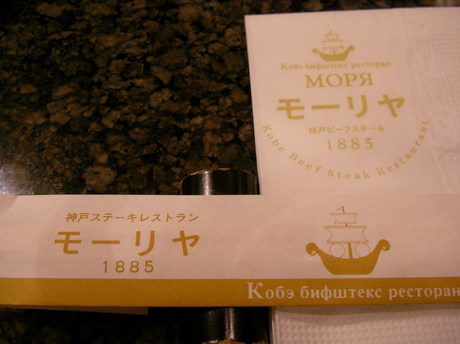 Кобэ бифштекс ресторан
МОРЯ
モーリヤ
神戸ビーフステーキ
1885
Kobe Beef Steak Restaurant
神戸ステーキレストラン
モーリヤ
1885
Кобэ бифштекс ресторан